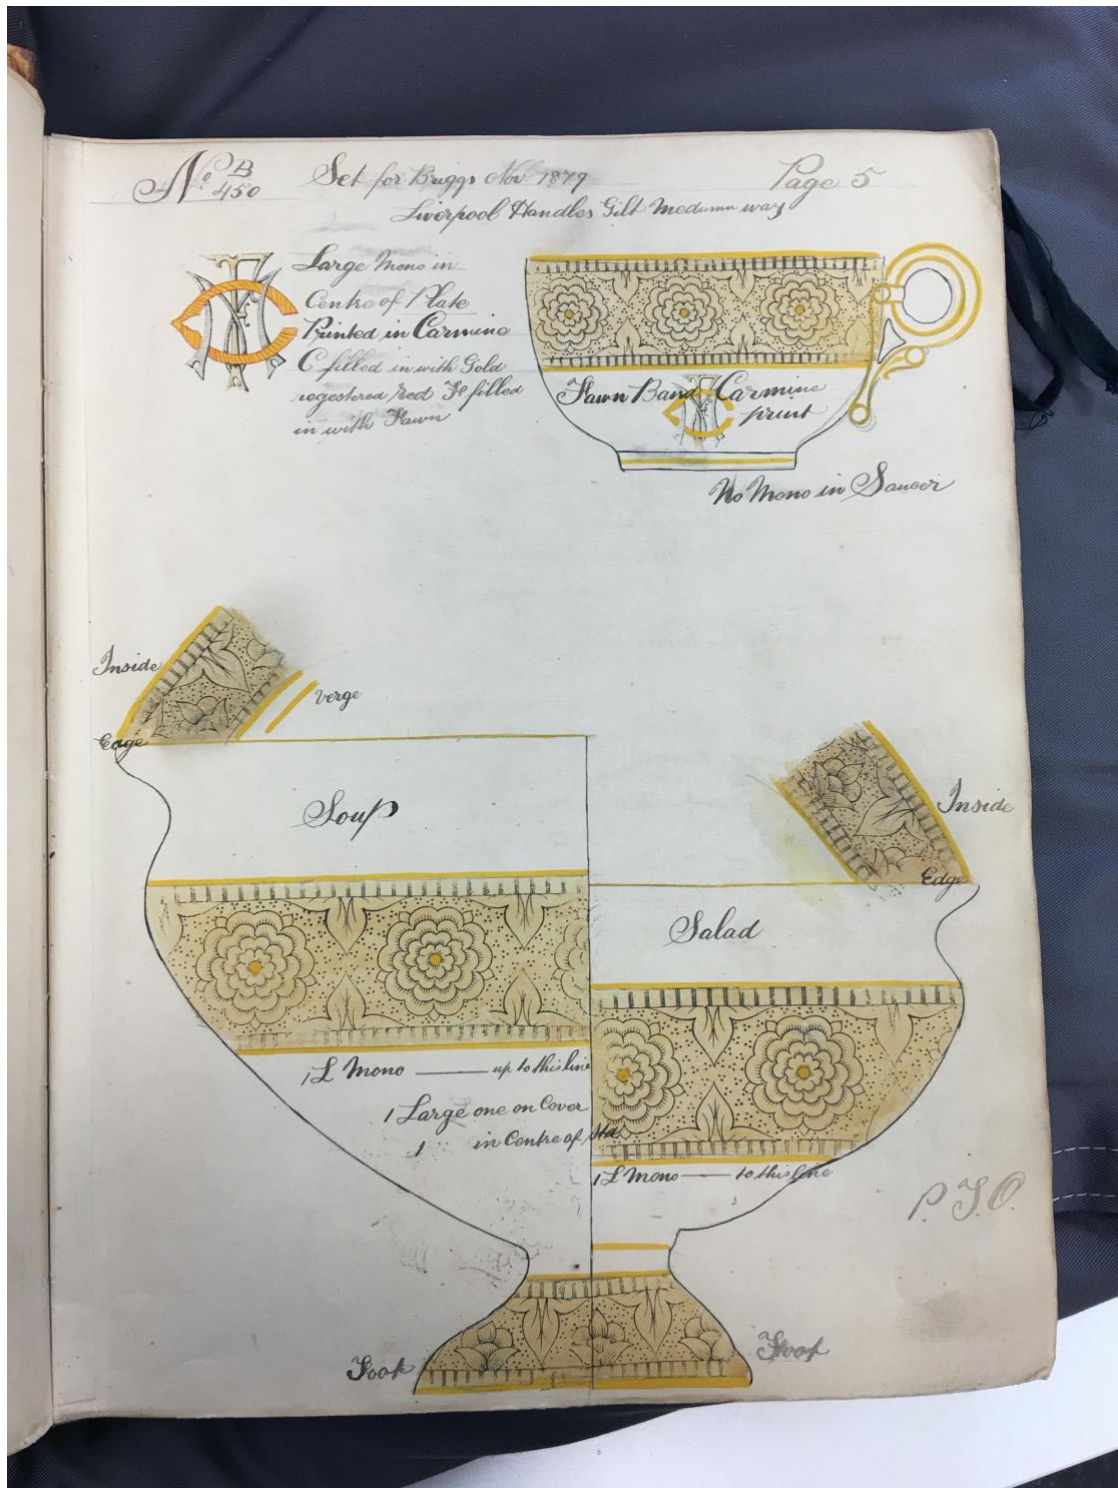 No. B
450
Set for Briggs Nov 1879
Page 5
Liverpool Handles Gilt Medumn way
Large Mono in
Centre of Plate
Printed in Carmine
C filled in with Gold
regestered red H filled
in with Fawn
Fawn Band Carmine
print
No Mono in Saucer
Inside
Edge
verge
Soup
Inside
Edge
Salad
1 L Mono —— up to this line
1 Large one on Cover
1 in Centre of Std
1 L Mono —— to this line
P.T.O.
Foot
Foot